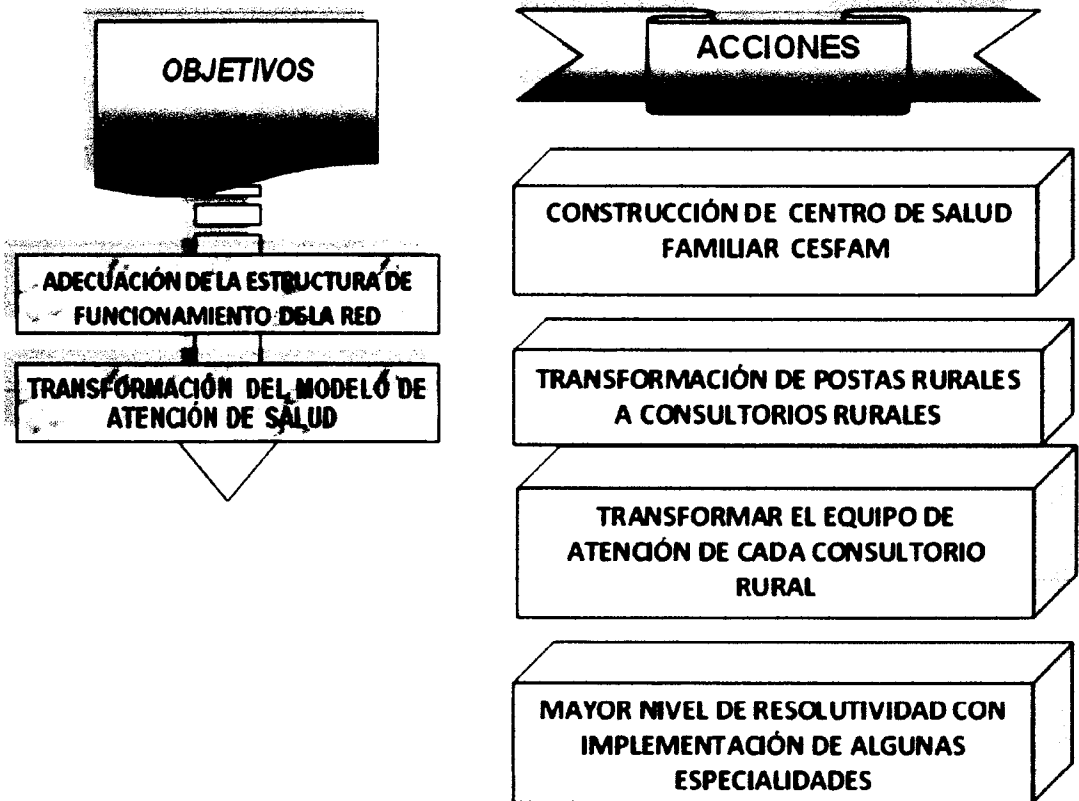 OBJETIVOS
ADECUACIÓN DE LA ESTRUCTURA DE
FUNCIONAMIENTO DE LA RED
TRANSFORMACIÓN DEL MODELO DE
ATENCIÓN DE SALUD
ACCIONES
CONSTRUCCIÓN DE CENTRO DE SALUD
FAMILIAR CESFAM
TRANSFORMACIÓN DE POSTAS RURALES
A CONSULTORIOS RURALES
TRANSFORMAR EL EQUIPO DE
ATENCIÓN DE CADA CONSULTORIO
RURAL
MAYOR NIVEL DE RESOLUTIVIDAD CON
IMPLEMENTACIÓN DE ALGUNAS
ESPECIALIDADES